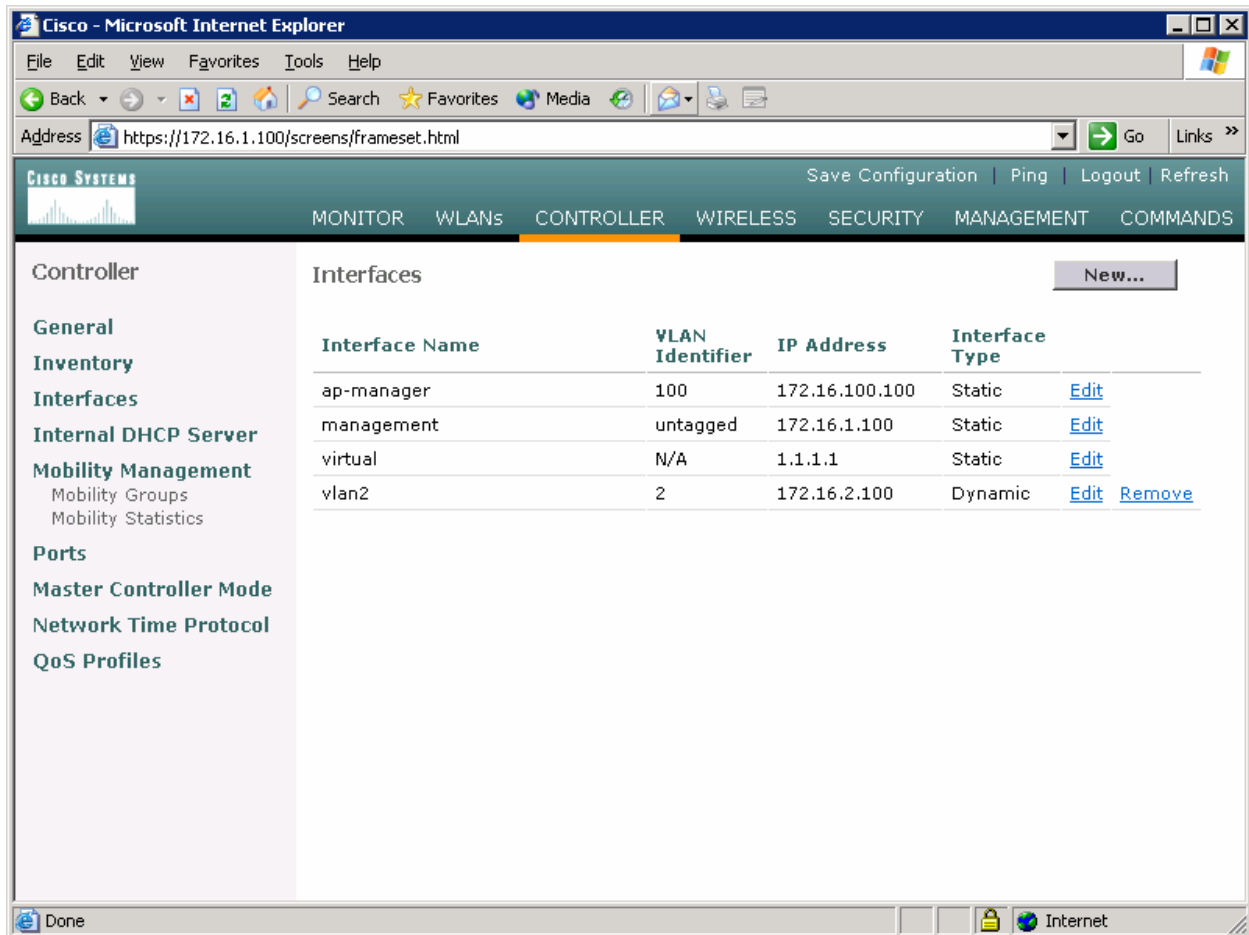 Cisco - Microsoft Internet Explorer
File Edit View Favorites Tools Help
Back Search Favorites Media
Address https://172.16.1.100/screens/frameset.html Go Links »
CISCO SYSTEMS
Save Configuration | Ping | Logout | Refresh
MONITOR WLANs CONTROLLER WIRELESS SECURITY MANAGEMENT COMMANDS
Controller
General
Inventory
Interfaces
Internal DHCP Server
Mobility Management
Mobility Groups
Mobility Statistics
Ports
Master Controller Mode
Network Time Protocol
QoS Profiles
Interfaces New...
Interface Name VLAN Identifier IP Address Interface Type
ap-manager 100 172.16.100.100 Static Edit
management untagged 172.16.1.100 Static Edit
virtual N/A 1.1.1.1 Static Edit
vlan2 2 172.16.2.100 Dynamic Edit Remove
Done Internet